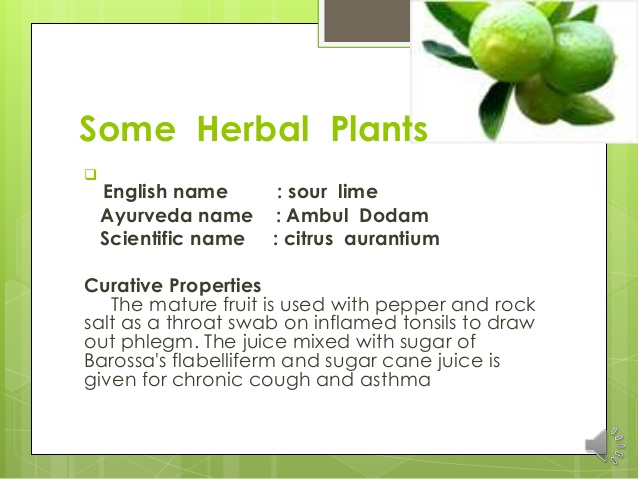 Some Herbal Plants
English name : sour lime
Ayurveda name : Ambul Dodam
Scientific name : citrus aurantium
Curative Properties
The mature fruit is used with pepper and rock
salt as a throat swab on inflamed tonsils to draw
out phlegm. The juice mixed with sugar of
Barossa's flabelliferm and sugar cane juice is
given for chronic cough and asthma